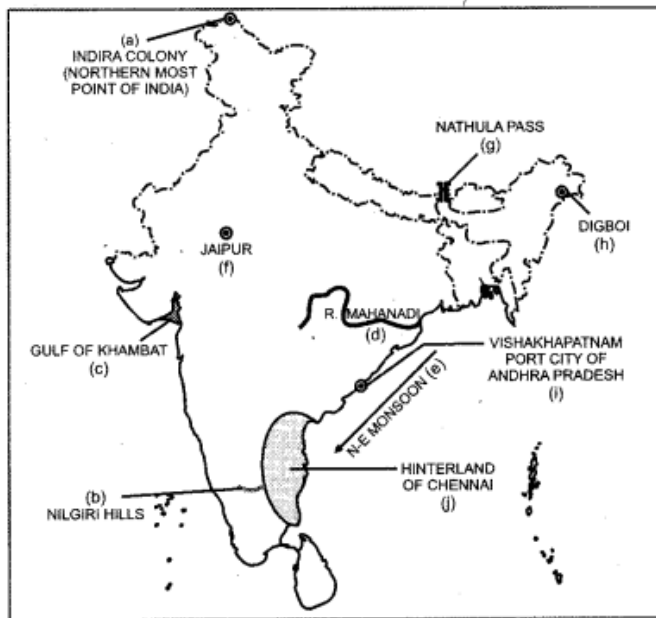 (a)
INDIRA COLONY
(NORTHERN MOST
POINT OF INDIA)
NATHULA PASS
(g)
DIGBOI
(h)
JAIPUR
(f)
R. MAHANADI
(d)
GULF OF KHAMBAT
(c)
VISHAKHAPATNAM
PORT CITY OF
ANDHRA PRADESH
(i)
N-E MONSOON (e)
HINTERLAND
OF CHENNAI
(j)
(b)
NILGIRI HILLS